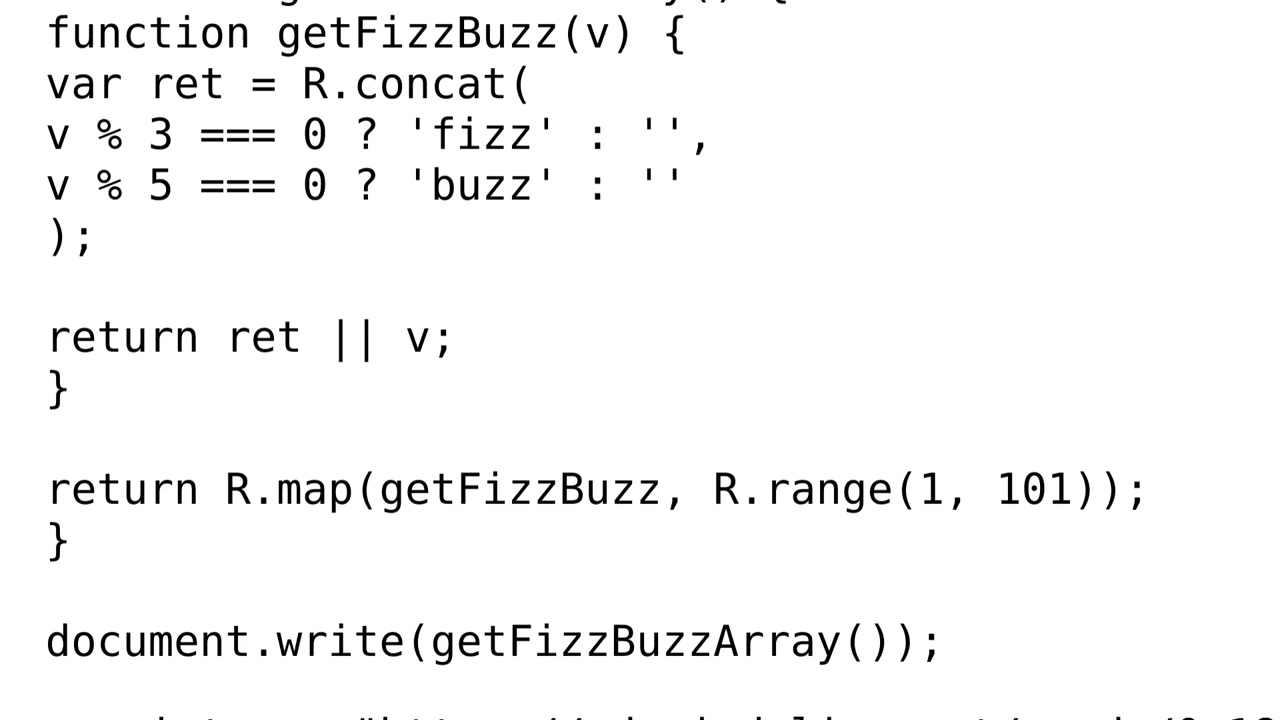 function getFizzBuzz(v) {
var ret = R.concat(
v % 3 === 0 ? 'fizz' : '',
v % 5 === 0 ? 'buzz' : ''
);
return ret || v;
}
return R.map(getFizzBuzz, R.range(1, 101));
}
document.write(getFizzBuzzArray());